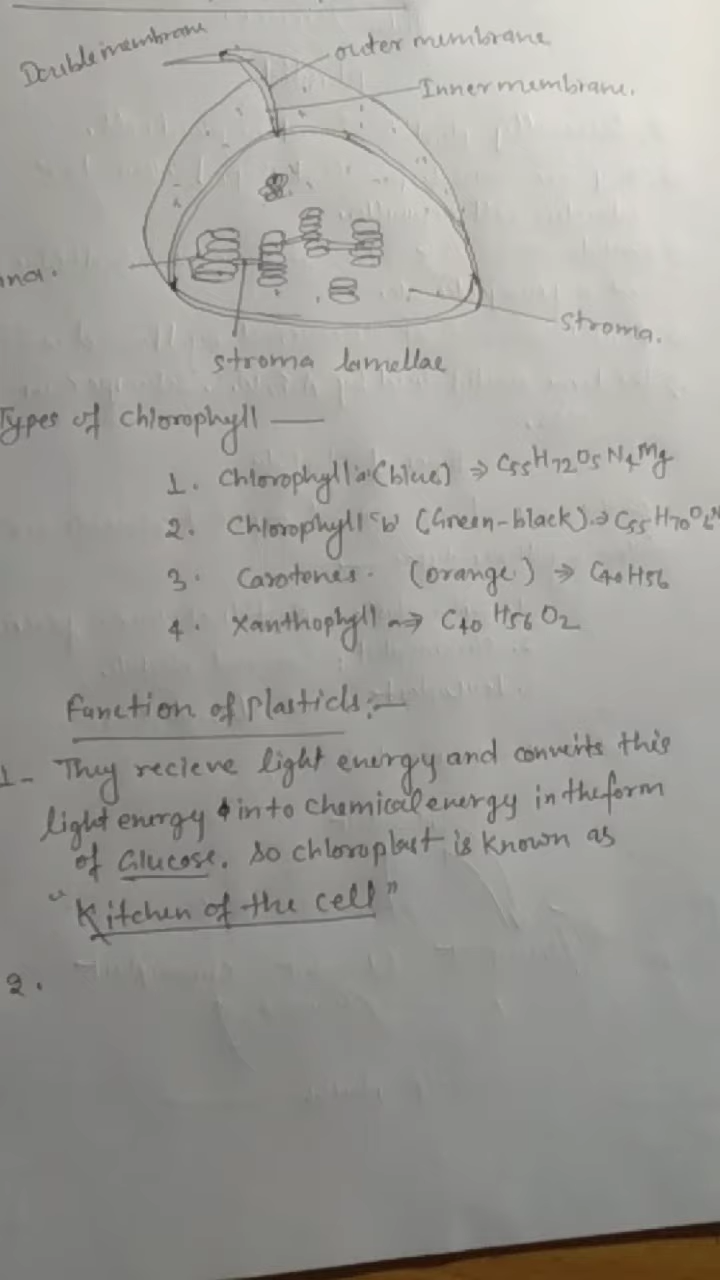 Double membrane
outer membrane
Inner membrane.
stroma.
stroma lamellae
Types of Chlorophyll —
1. Chlorophyll 'a' (blue) ⇒ C55H72O5N4Mg
2. Chlorophyll 'b' (Green-black) ⇒ C55H70O6N
3. Carotenes. (orange) ⇒ C40H56
4. Xanthophyll ⇒ C40H56O2
Function of Plastids:—
1- They recieve light energy and converts this
light energy into chemical energy in the form
of Glucose. so chloroplast is known as
"Kitchen of the cell"
2.